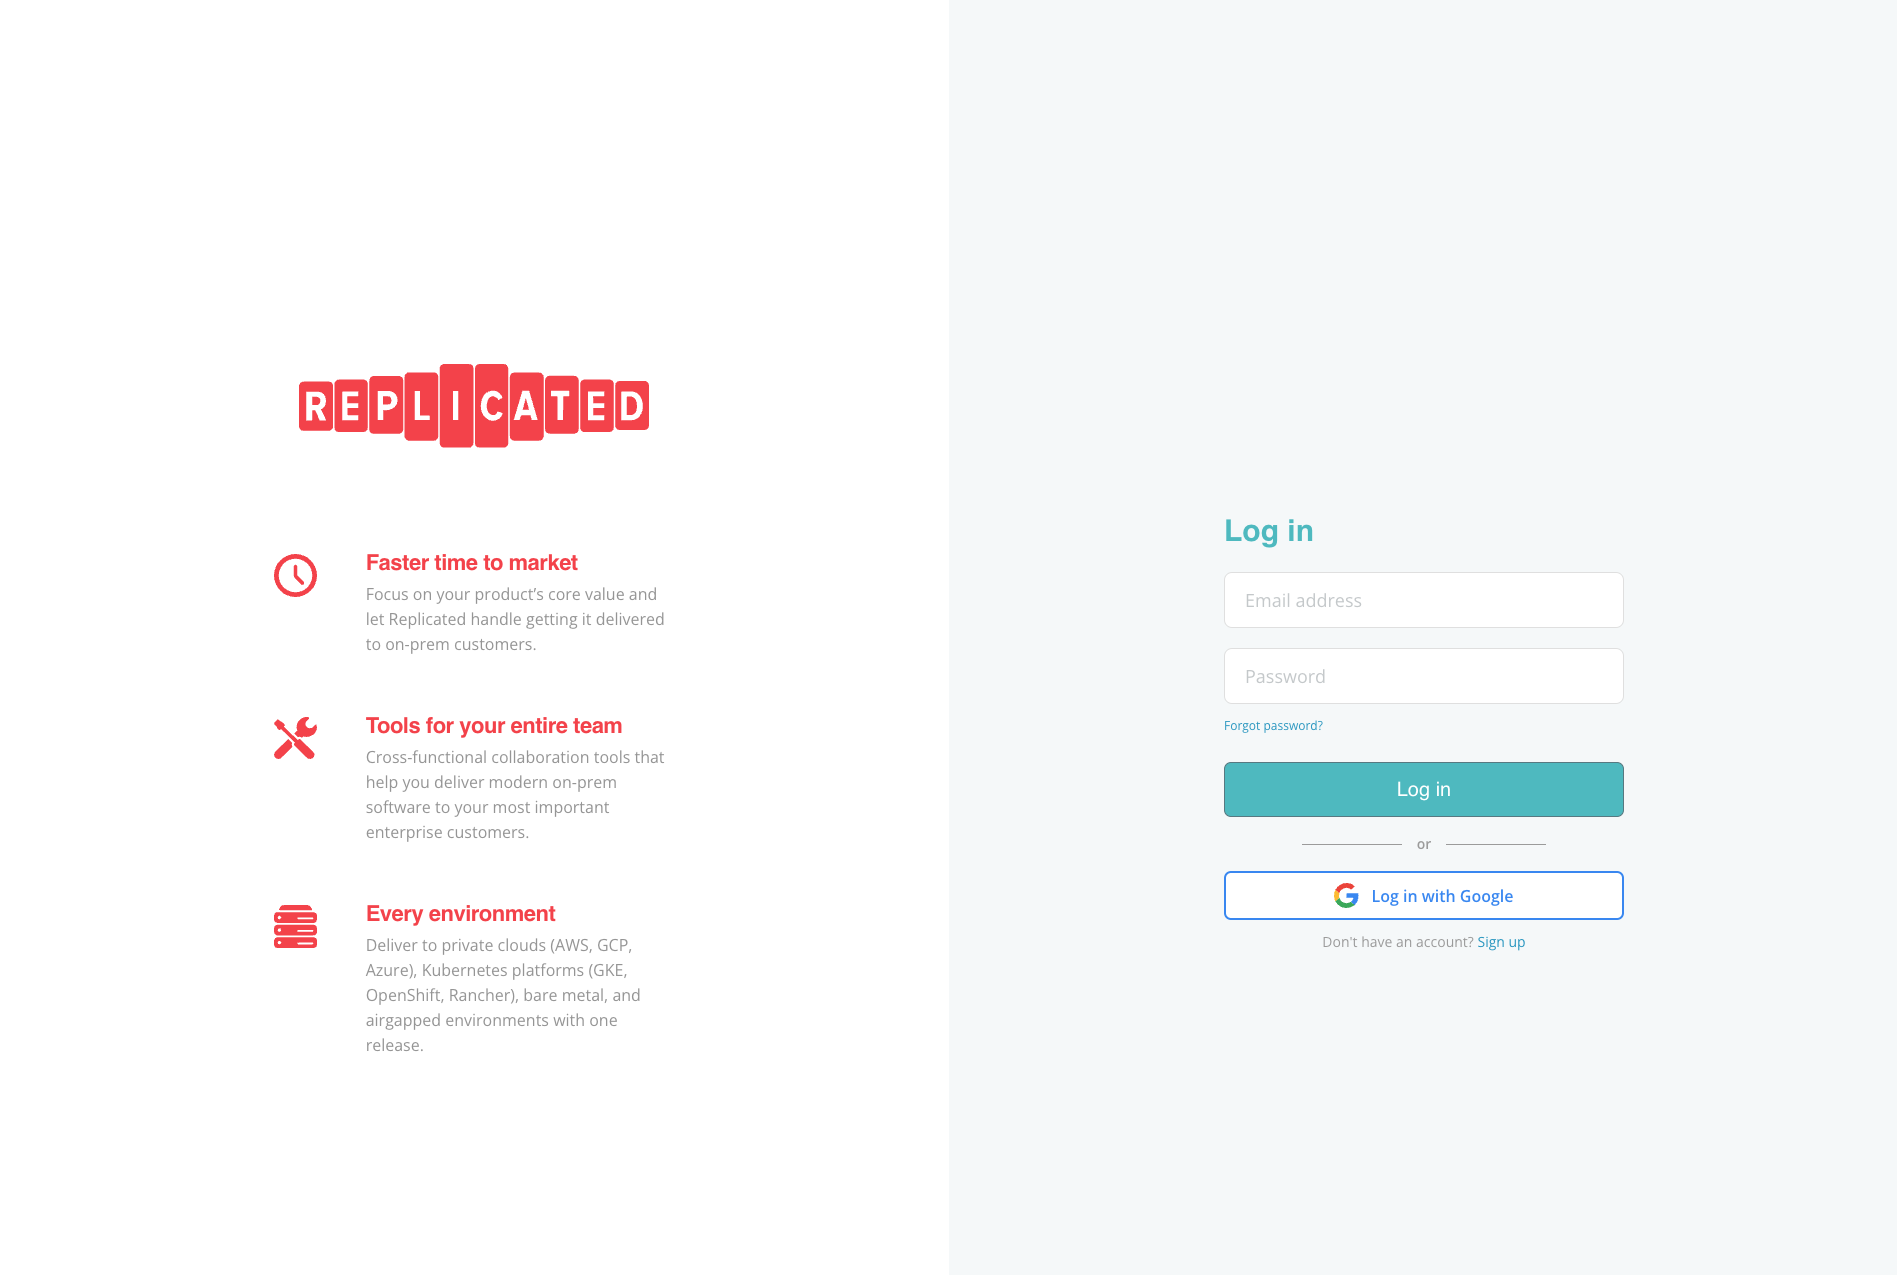 REPLICATED
Faster time to market
Focus on your product's core value and
let Replicated handle getting it delivered
to on-prem customers.
Tools for your entire team
Cross-functional collaboration tools that
help you deliver modern on-prem
software to your most important
enterprise customers.
Every environment
Deliver to private clouds (AWS, GCP,
Azure), Kubernetes platforms (GKE,
OpenShift, Rancher), bare metal, and
airgapped environments with one
release.
Log in
Email address
Password
Forgot password?
Log in
or
Log in with Google
Don't have an account? Sign up